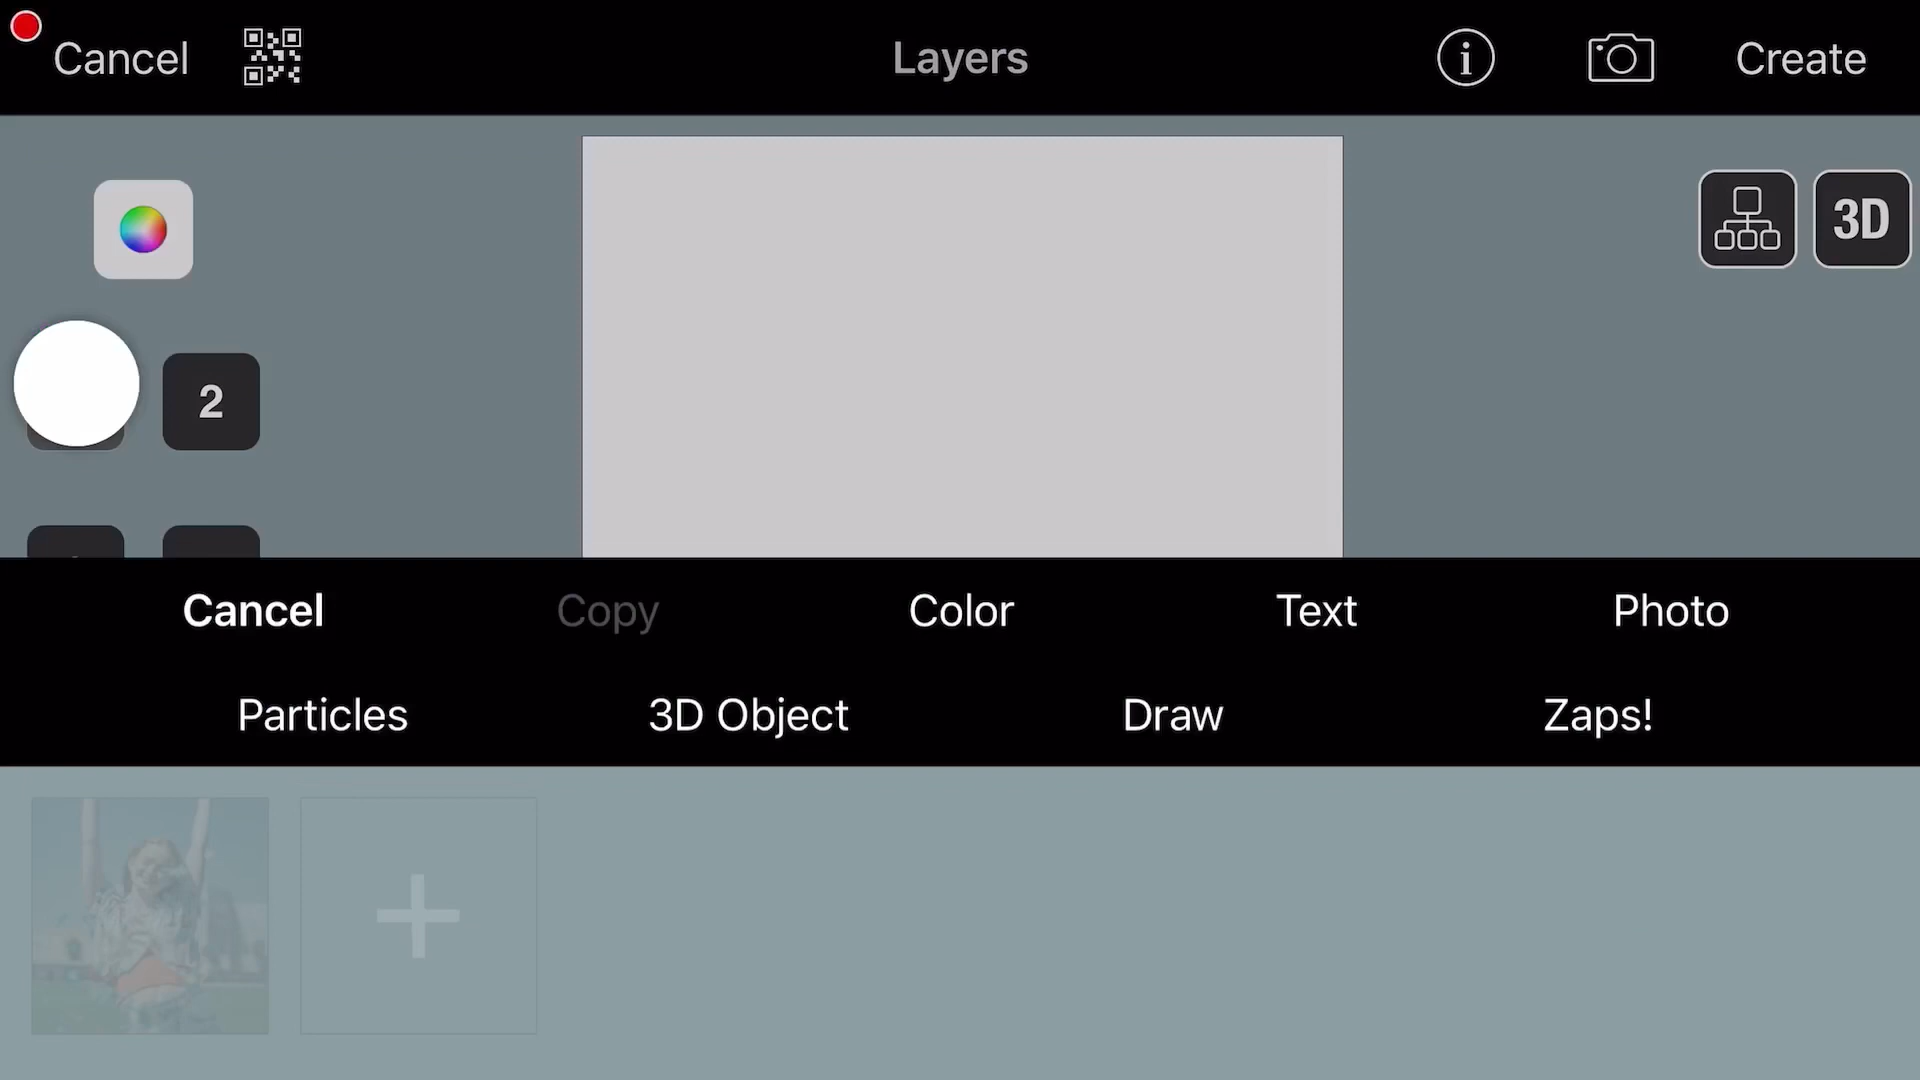 Cancel Layers i Create
3D
2
Cancel Copy Color Text Photo
Particles 3D Object Draw Zaps!